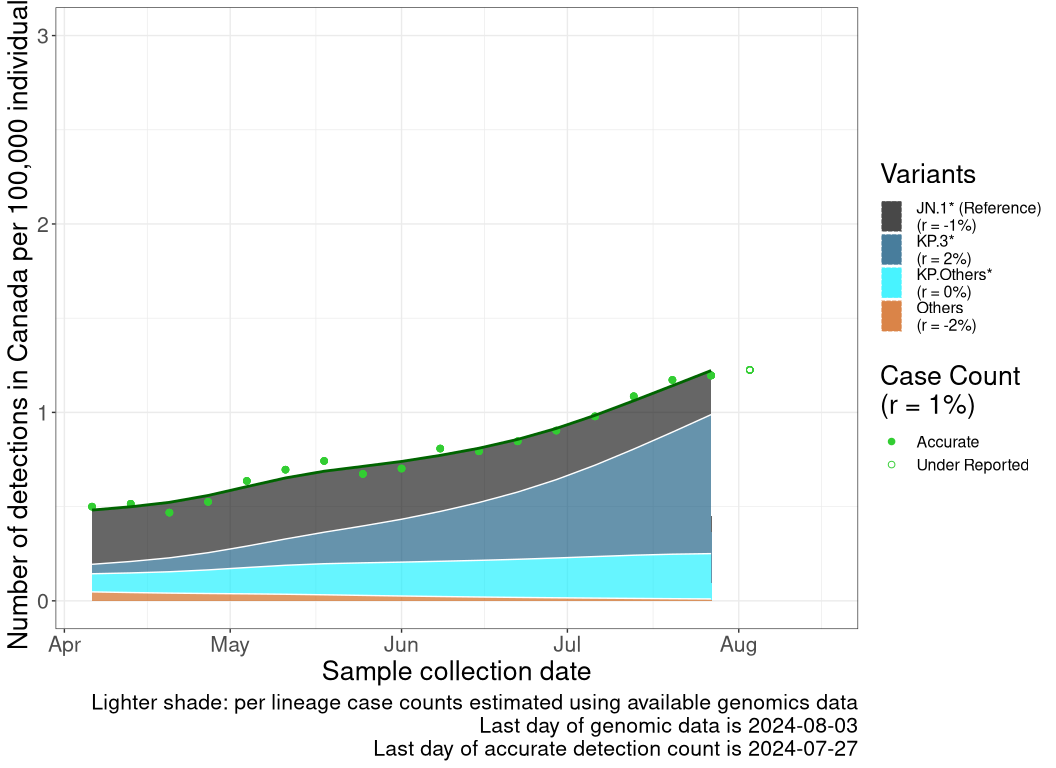 Number of detections in Canada per 100,000 individual
3
2
1
0
Apr
May
Jun
Jul
Aug
Sample collection date
Lighter shade: per lineage case counts estimated using available genomics data
Last day of genomic data is 2024-08-03
Last day of accurate detection count is 2024-07-27
Variants
JN.1* (Reference)
(r = -1%)
KP.3*
(r = 2%)
KP.Others*
(r = 0%)
Others
(r = -2%)
Case Count
(r = 1%)
Accurate
Under Reported